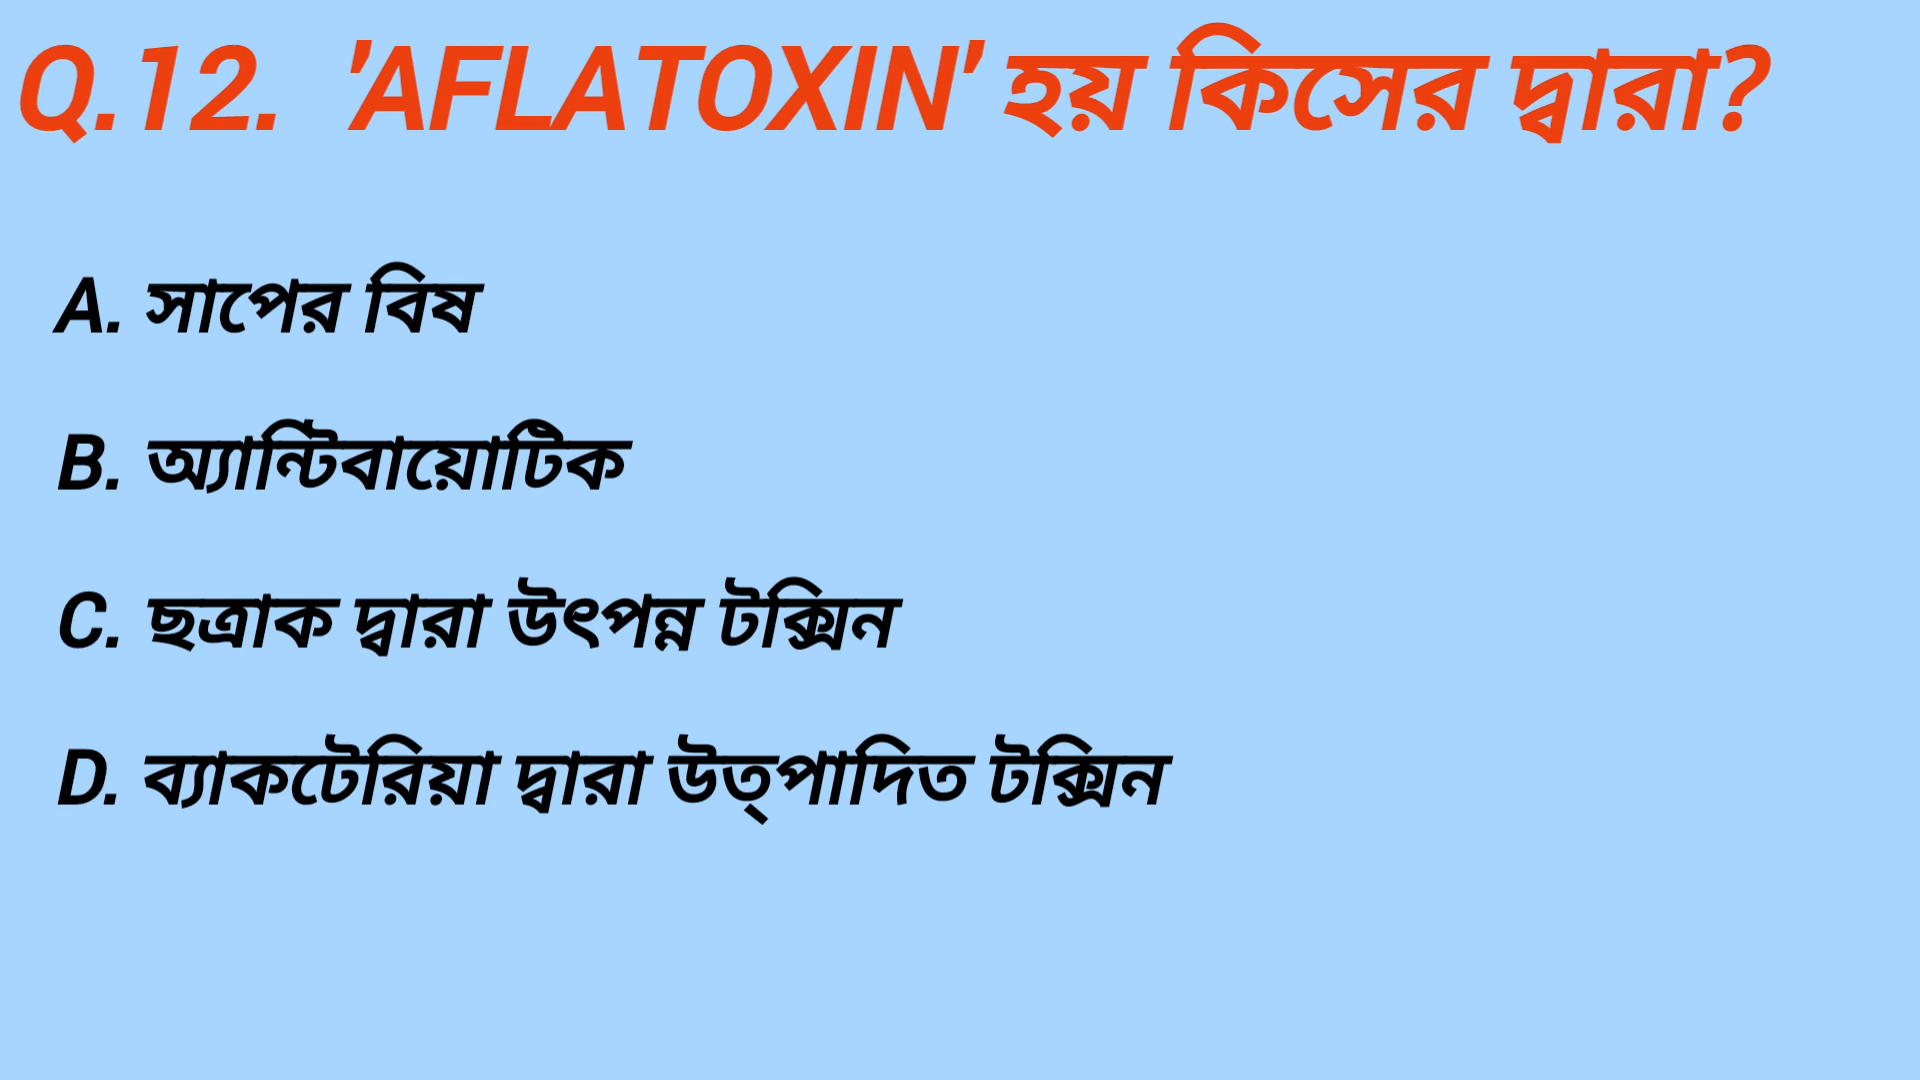 Q.12. 'AFLATOXIN' হয় কিসের দ্বারা?
A. সাপের বিষ
B. অ্যান্টিবায়োটিক
C. ছত্রাক দ্বারা উৎপন্ন টক্সিন
D. ব্যাকটেরিয়া দ্বারা উত্‌পাদিত টক্সিন